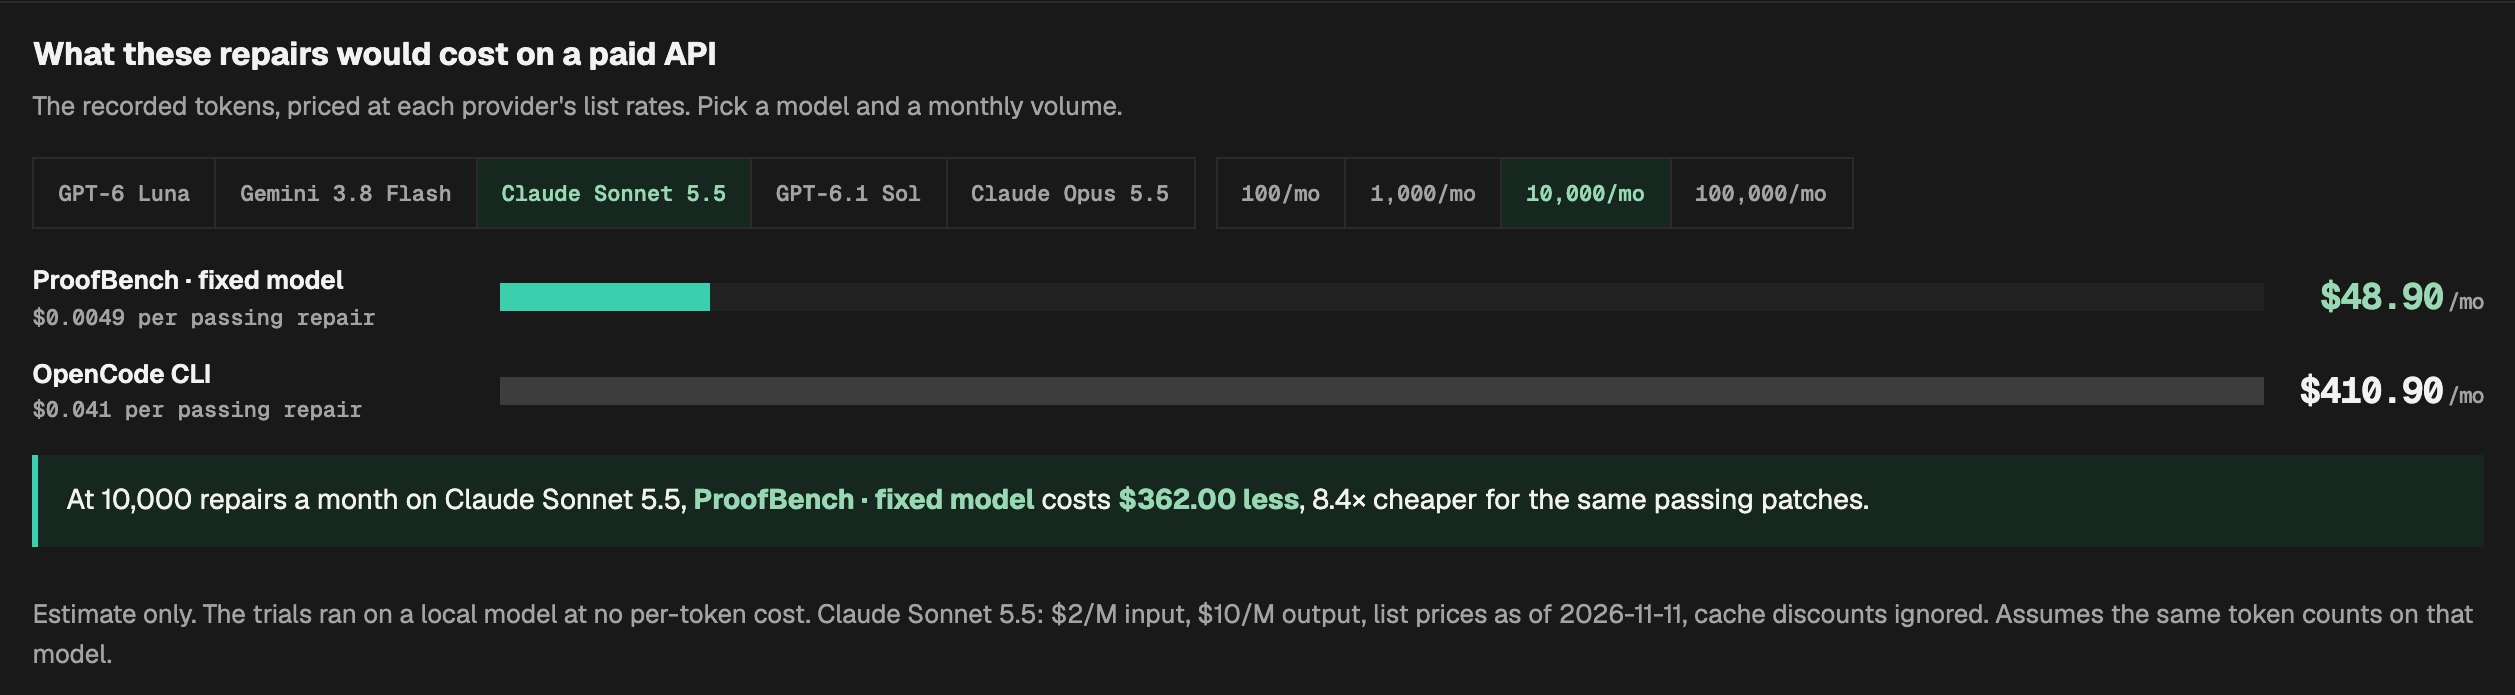 What these repairs would cost on a paid API
The recorded tokens, priced at each provider's list rates. Pick a model and a monthly volume.
GPT-6 Luna Gemini 3.8 Flash Claude Sonnet 5.5 GPT-6.1 Sol Claude Opus 5.5 100/mo 1,000/mo 10,000/mo 100,000/mo
ProofBench · fixed model
$0.0049 per passing repair
$48.90 /mo
OpenCode CLI
$0.041 per passing repair
$410.90 /mo
At 10,000 repairs a month on Claude Sonnet 5.5, ProofBench · fixed model costs $362.00 less, 8.4× cheaper for the same passing patches.
Estimate only. The trials ran on a local model at no per-token cost. Claude Sonnet 5.5: $2/M input, $10/M output, list prices as of 2026-11-11, cache discounts ignored. Assumes the same token counts on that
model.